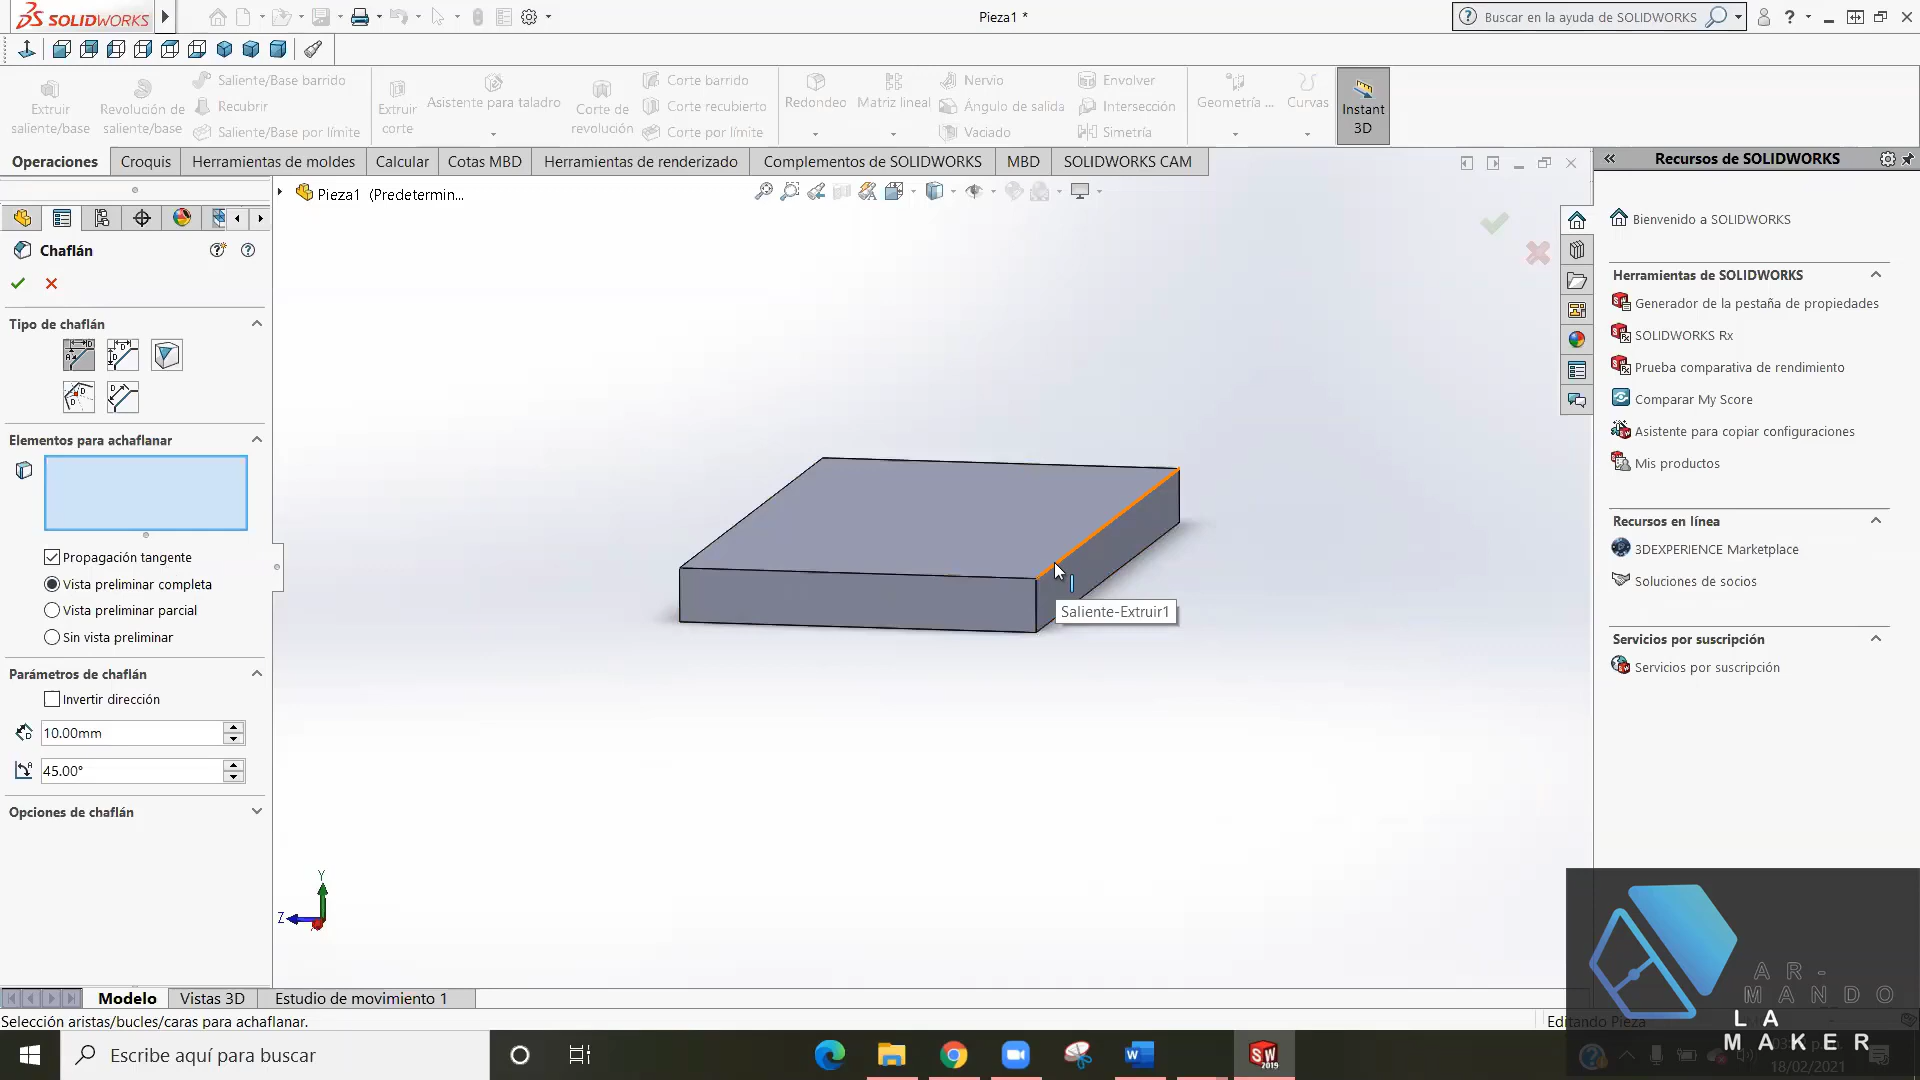 SOLIDWORKS
Pieza1 *
Buscar en la ayuda de SOLIDWORKS
Extruir saliente/base
Revolución de saliente/base
Saliente/Base barrido
Recubrir
Saliente/Base por límite
Extruir corte
Asistente para taladro
Corte de revolución
Corte barrido
Corte recubierto
Corte por límite
Redondeo
Matriz lineal
Nervio
Ángulo de salida
Vaciado
Envolver
Intersección
Simetría
Geometría ...
Curvas
Instant 3D
Operaciones
Croquis
Herramientas de moldes
Calcular
Cotas MBD
Herramientas de renderizado
Complementos de SOLIDWORKS
MBD
SOLIDWORKS CAM
Pieza1 (Predetermin...
Chaflán
Tipo de chaflán
Elementos para achaflanar
Propagación tangente
Vista preliminar completa
Vista preliminar parcial
Sin vista preliminar
Parámetros de chaflán
Invertir dirección
10.00mm
45.00°
Opciones de chaflán
Saliente-Extruir1
Y
Z
Recursos de SOLIDWORKS
Bienvenido a SOLIDWORKS
Herramientas de SOLIDWORKS
Generador de la pestaña de propiedades
SOLIDWORKS Rx
Prueba comparativa de rendimiento
Comparar My Score
Asistente para copiar configuraciones
Mis productos
Recursos en línea
3DEXPERIENCE Marketplace
Soluciones de socios
Servicios por suscripción
Servicios por suscripción
Modelo
Vistas 3D
Estudio de movimiento 1
Selección aristas/bucles/caras para achaflanar.
Editando Pieza
Escribe aquí para buscar
SW 2019
18/02/2021
AR-
MANDO
LA
MAKER